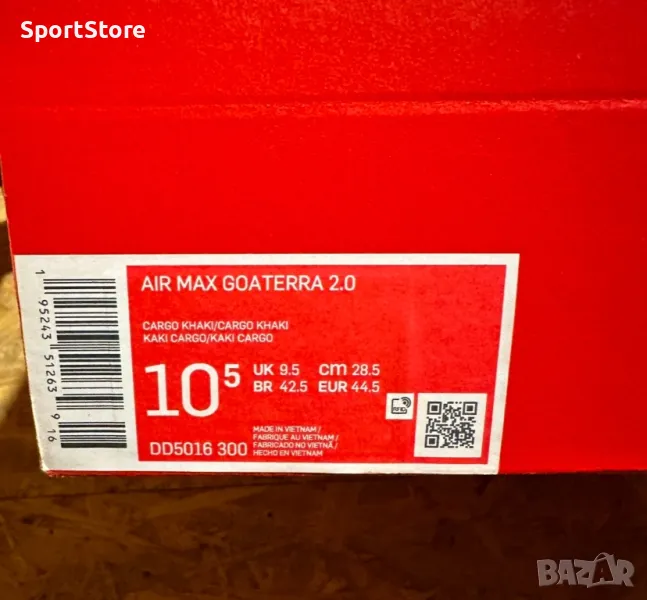 SportStore
AIR MAX GOATERRA 2.0
CARGO KHAKI/CARGO KHAKI
KAKI CARGO/KAKI CARGO
10⁵
UK 9.5 cm 28.5
BR 42.5 EUR 44.5
RFID
DD5016 300
MADE IN VIETNAM/
FABRIQUE AU VIETNAM/
FABRICADO NO VIETNÃ/
HECHO EN VIETNAM
1 95243 51263 9 16
BAZAR